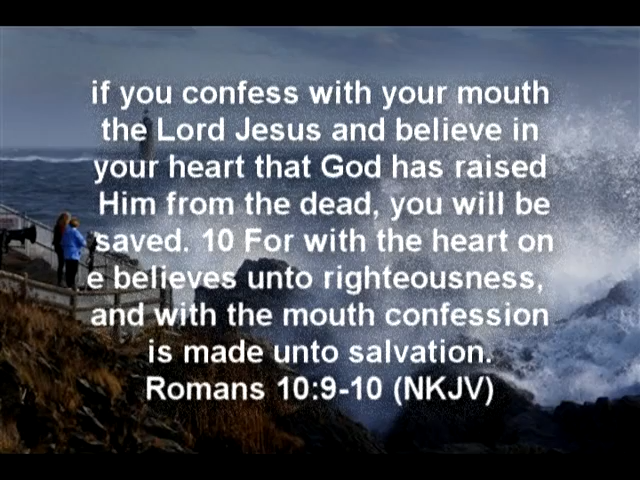 if you confess with your mouth
the Lord Jesus and believe in
your heart that God has raised
Him from the dead, you will be
saved. 10 For with the heart on
e believes unto righteousness,
and with the mouth confession
is made unto salvation.
Romans 10:9-10 (NKJV)